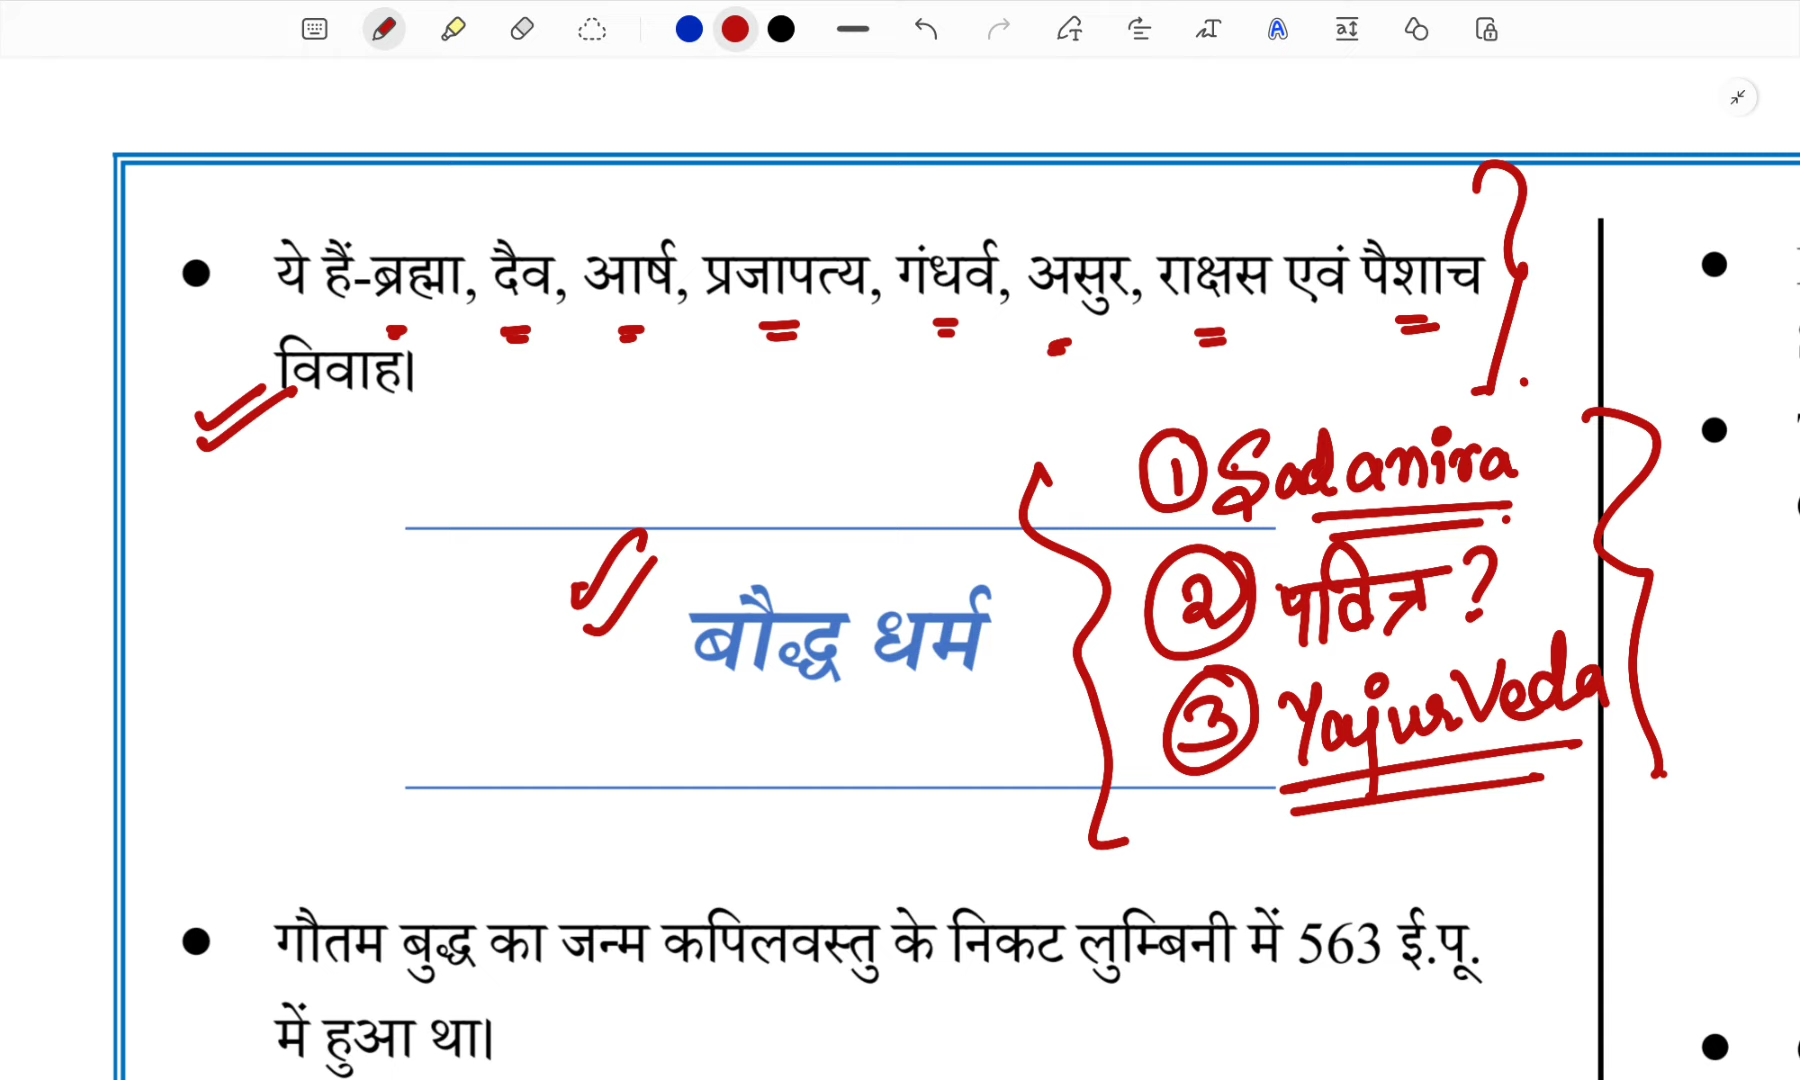 ये हैं-ब्रह्मा, दैव, आर्ष, प्रजापत्य, गंधर्व, असुर, राक्षस एवं पैशाच
विवाह।
① Sadanira
② पवित्र ?
③ YajurVeda
बौद्ध धर्म
गौतम बुद्ध का जन्म कपिलवस्तु के निकट लुम्बिनी में 563 ई.पू.
में हुआ था।